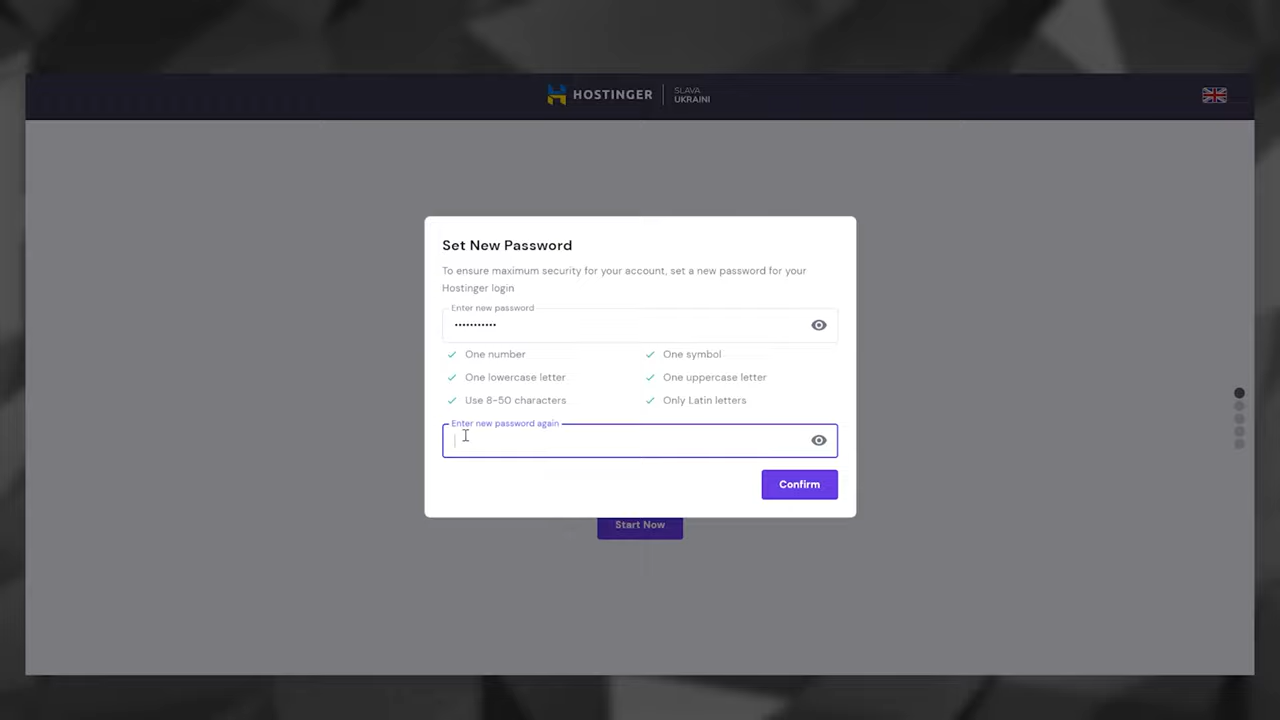 HOSTINGER
SLAVA
UKRAINI
Set New Password
To ensure maximum security for your account, set a new password for your
Hostinger login
Enter new password
•••••••••••
One number
One symbol
One lowercase letter
One uppercase letter
Use 8-50 characters
Only Latin letters
Enter new password again
Confirm
Start Now